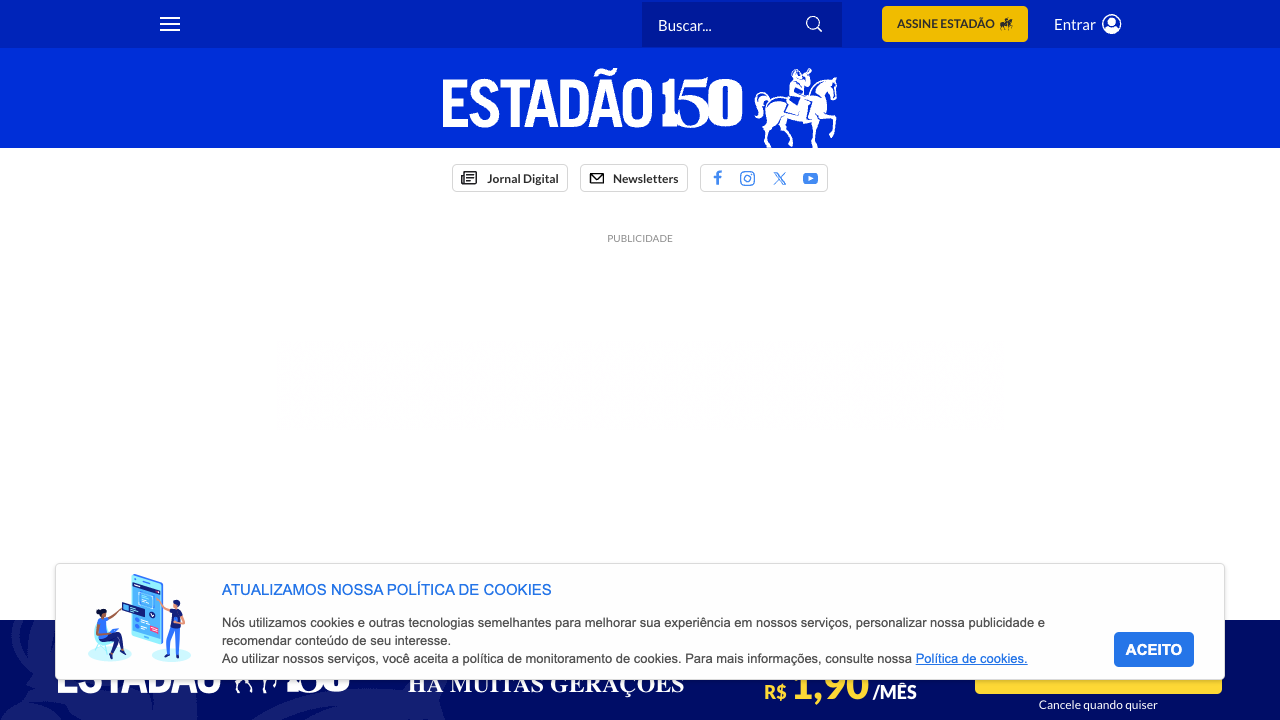 Buscar...
ASSINE ESTADÃO
Entrar
ESTADÃO 150
Jornal Digital
Newsletters
PUBLICIDADE
ATUALIZAMOS NOSSA POLÍTICA DE COOKIES
Nós utilizamos cookies e outras tecnologias semelhantes para melhorar sua experiência em nossos serviços, personalizar nossa publicidade e
recomendar conteúdo de seu interesse.
Ao utilizar nossos serviços, você aceita a política de monitoramento de cookies. Para mais informações, consulte nossa Política de cookies.
ACEITO
ESTADÃO 150
HÁ MUITAS GERAÇÕES
R$ 1,90 /MÊS
Cancele quando quiser